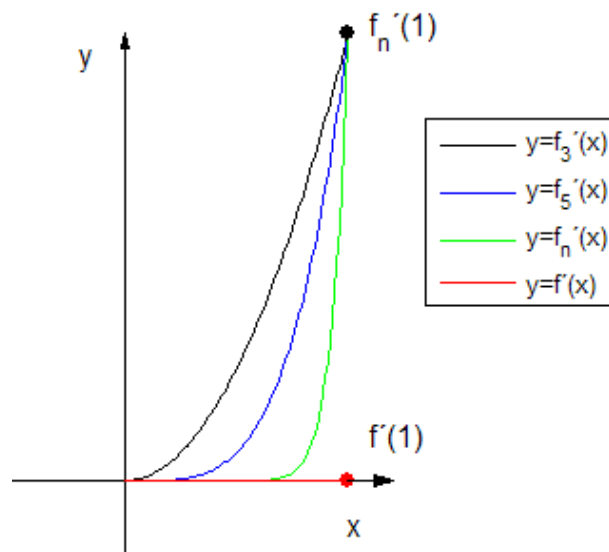 fₙ´(1)
y
y=f₃´(x)
y=f₅´(x)
y=fₙ´(x)
y=f´(x)
f´(1)
x